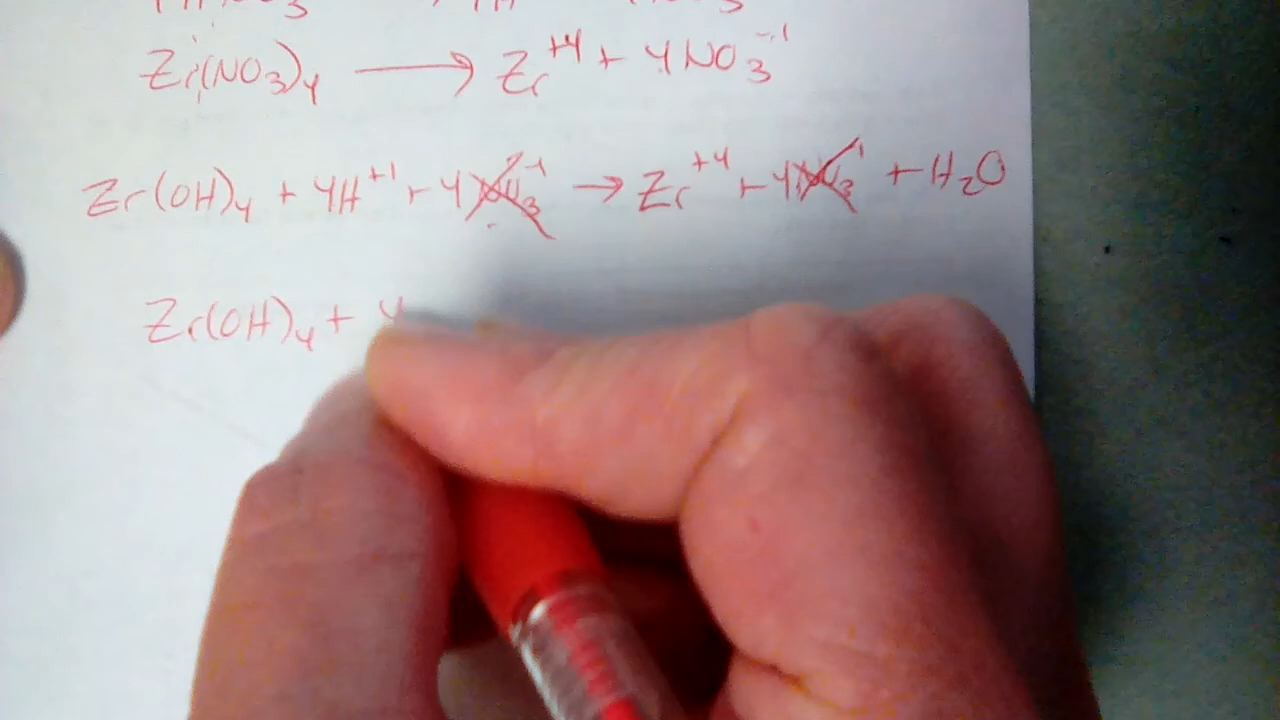 Zr(NO3)4 → Zr+4 + 4NO3-1
Zr(OH)4 + 4H+1 + 4NO3-1 → Zr+4 + 4NO3-1 + H2O
Zr(OH)4 + 4